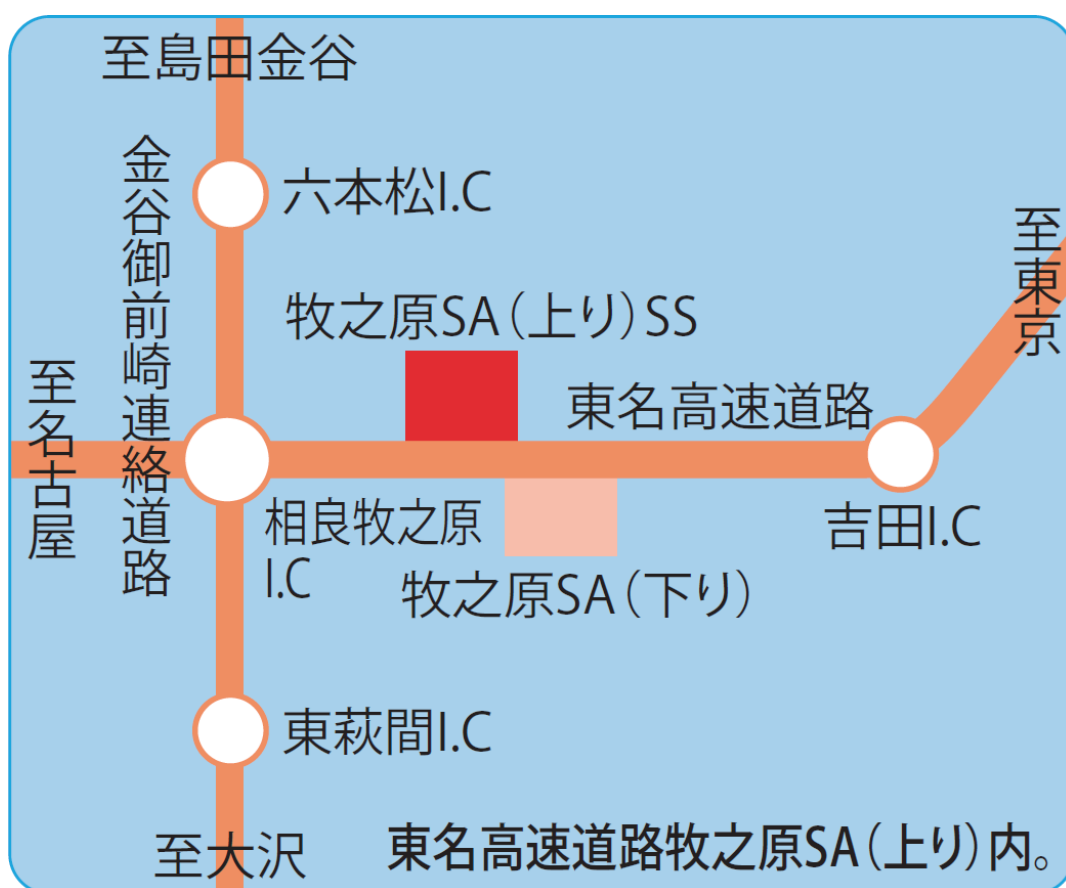 至島田金谷
金谷御前崎連絡道路
六本松I.C
至東京
牧之原SA（上り）SS
至名古屋
東名高速道路
相良牧之原
I.C
吉田I.C
牧之原SA（下り）
東萩間I.C
至大沢
東名高速道路牧之原SA（上り）内。